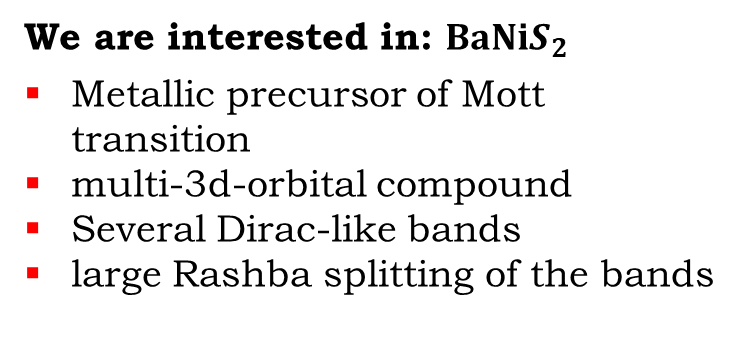 We are interested in: BaNiS₂
▪ Metallic precursor of Mott
transition
▪ multi-3d-orbital compound
▪ Several Dirac-like bands
▪ large Rashba splitting of the bands